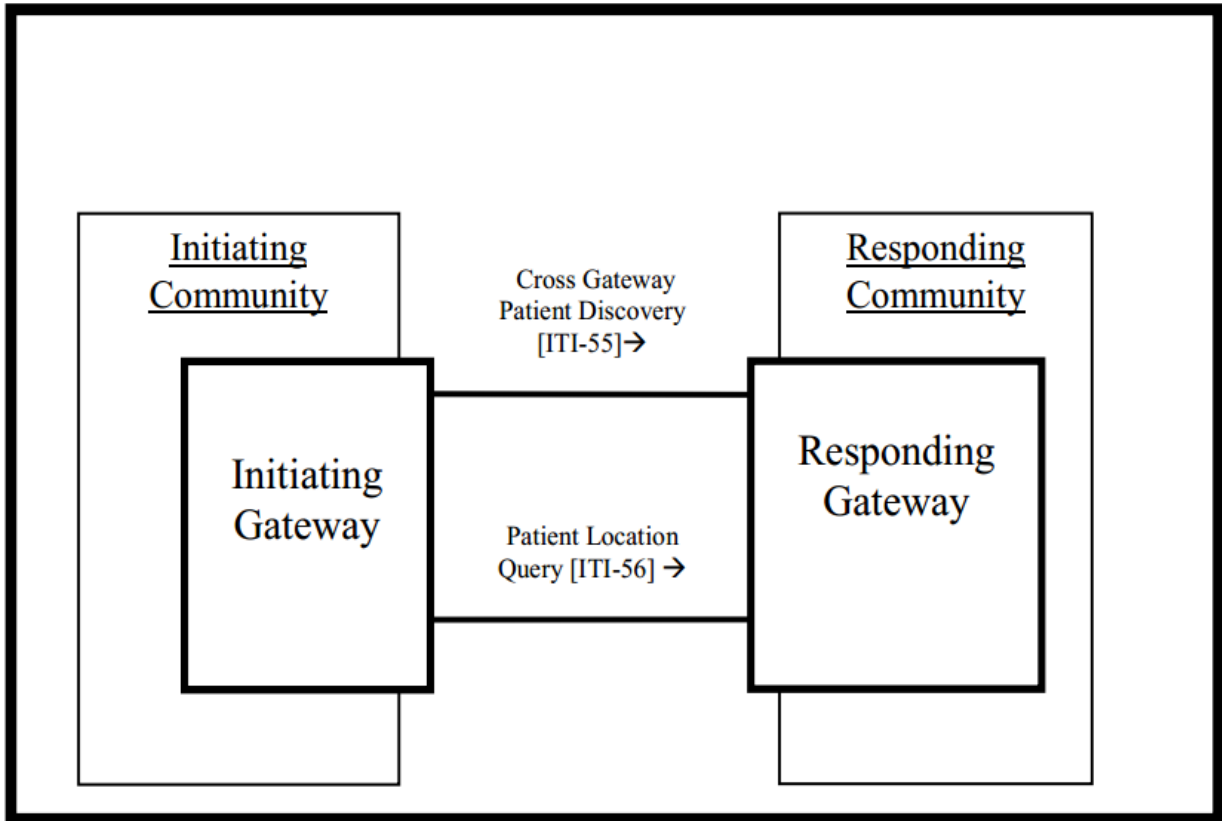 Initiating
Community
Cross Gateway
Patient Discovery
[ITI-55]→
Responding
Community
Initiating
Gateway
Patient Location
Query [ITI-56] →
Responding
Gateway